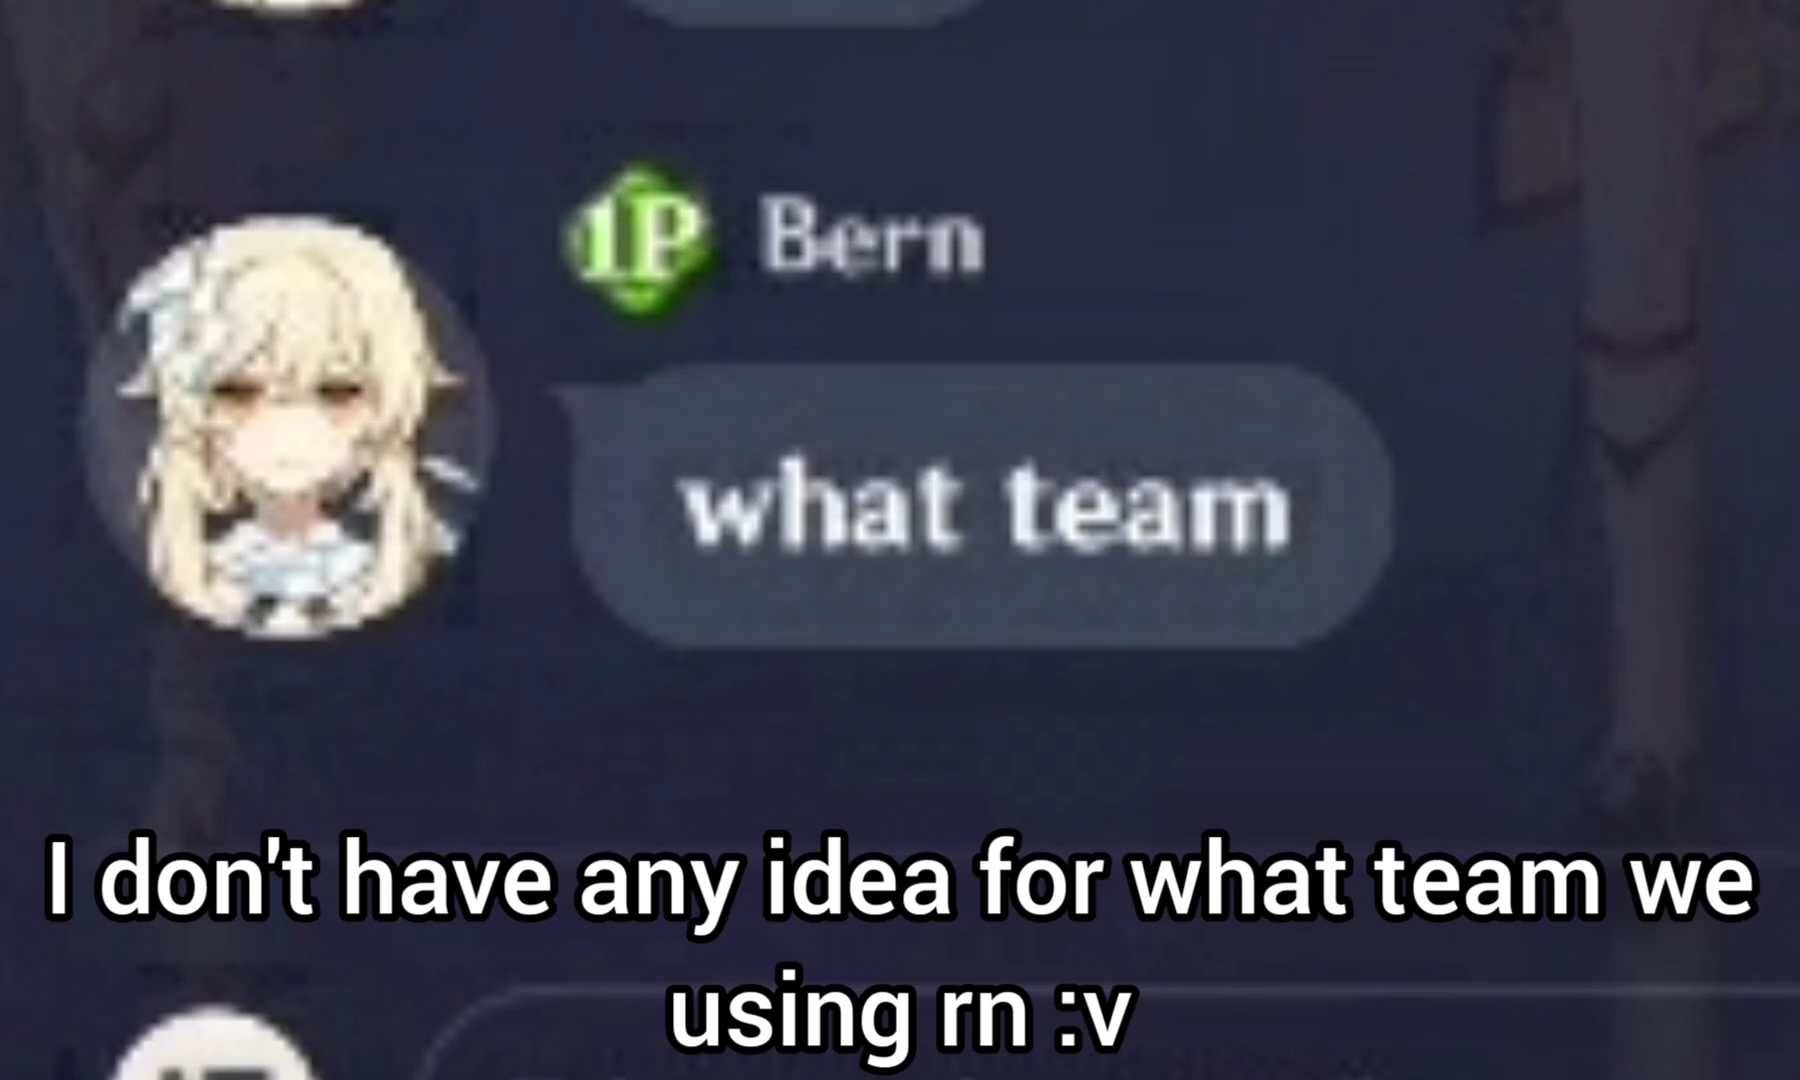 1P Bern
what team
I don't have any idea for what team we
using rn :v